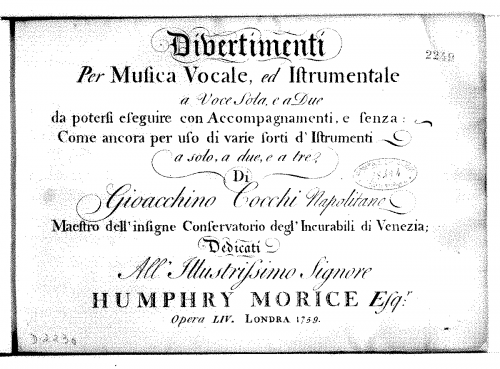 Divertimenti
2249
Per Muſica Vocale, ed Iſtrumentale
a Voce Sola, e a Due
da poterſi eſeguire con Accompagnamenti, e ſenza:
Come ancora per uſo di varie ſorti d'Iſtrumenti
a solo, a due, e a tre?
Di
Gioacchino Cocchi Napolitano
Maeſtro dell'inſigne Conſervatorio degl'Incurabili di Venezia;
Dedicati
All' Illuſtriſſimo Signore
HUMPHRY MORICE Eſqr.
Opera LIV. LONDRA 1759.